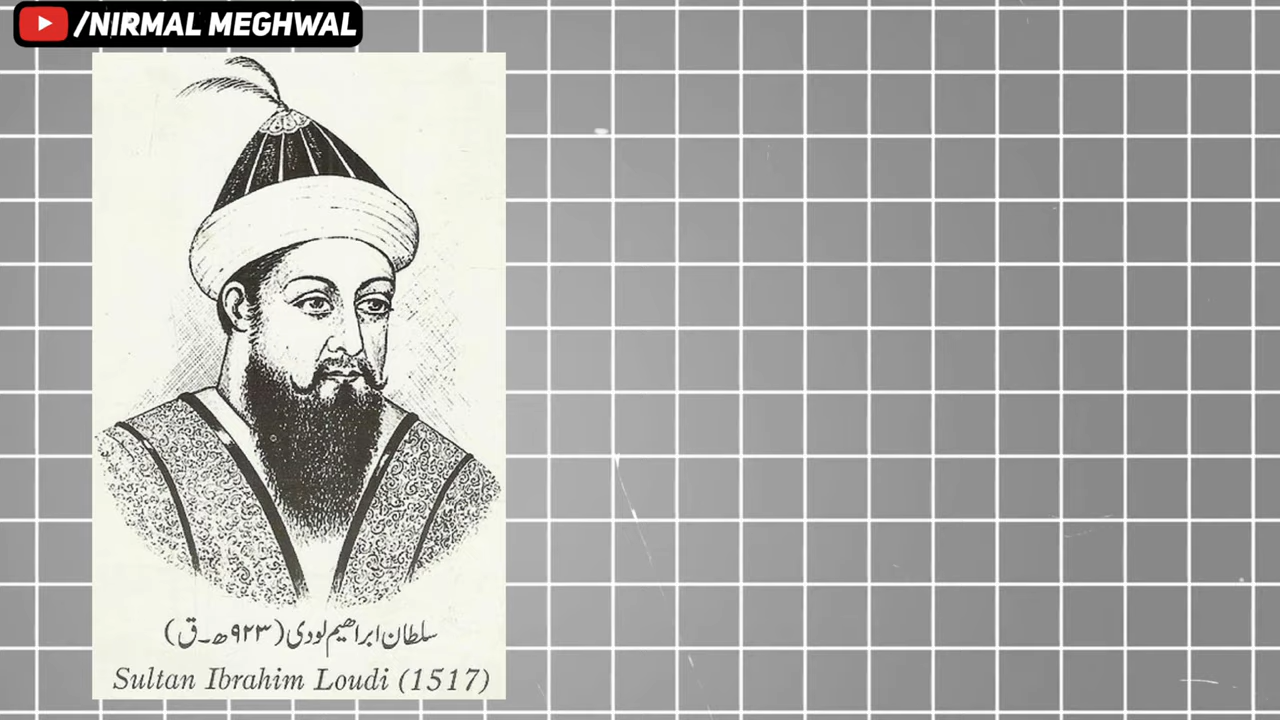 /NIRMAL MEGHWAL
سلطان ابراهیم لودی (۹۲۳ھ-ق)
Sultan Ibrahim Loudi (1517)